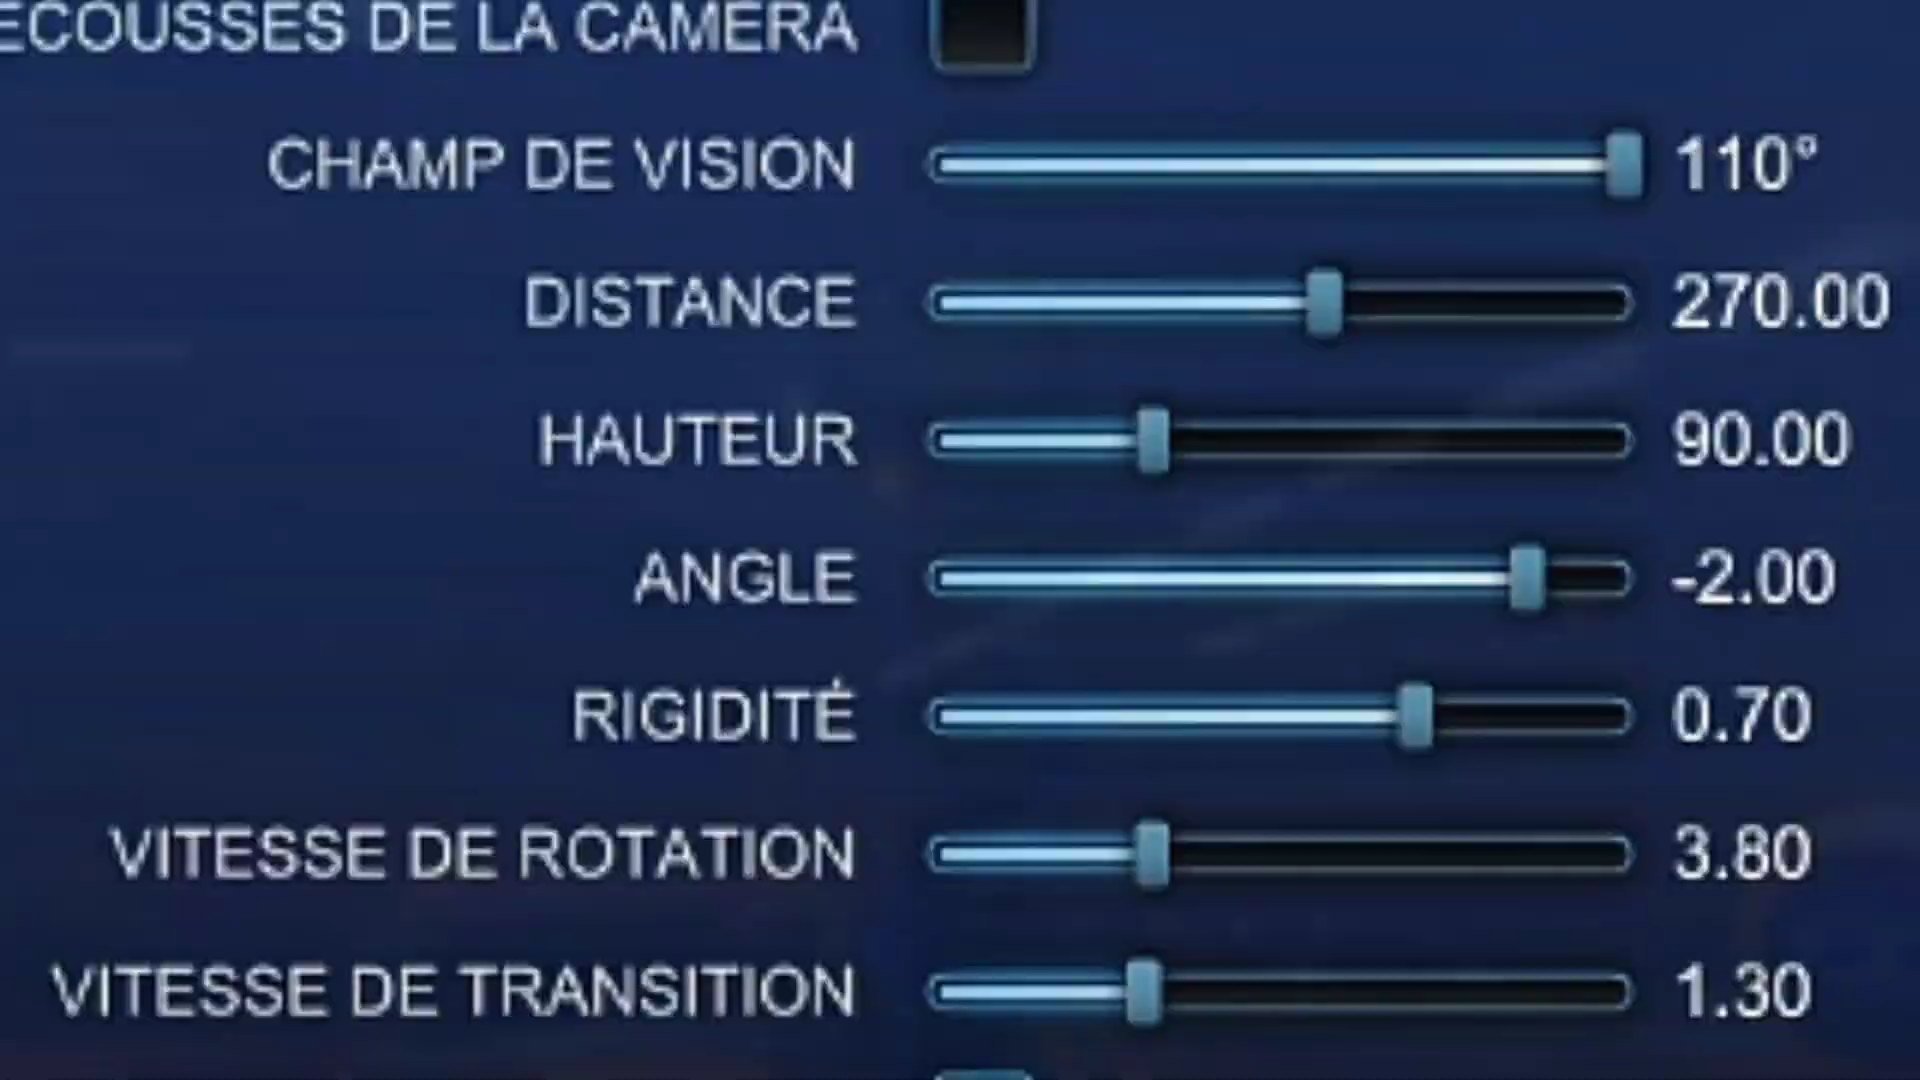 ECOUSSES DE LA CAMÉRA
CHAMP DE VISION 110°
DISTANCE 270.00
HAUTEUR 90.00
ANGLE -2.00
RIGIDITÉ 0.70
VITESSE DE ROTATION 3.80
VITESSE DE TRANSITION 1.30